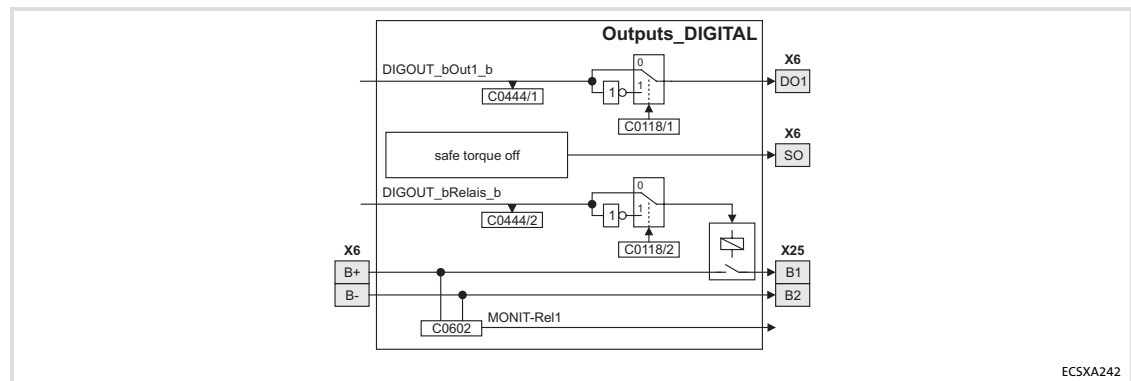 Outputs_DIGITAL
DIGOUT_bOut1_b
C0444/1
0
1
1
C0118/1
X6
DO1
safe torque off
X6
SO
DIGOUT_bRelais_b
C0444/2
0
1
1
C0118/2
X6
B+
B-
X25
B1
B2
C0602
MONIT-Rel1
ECSXA242